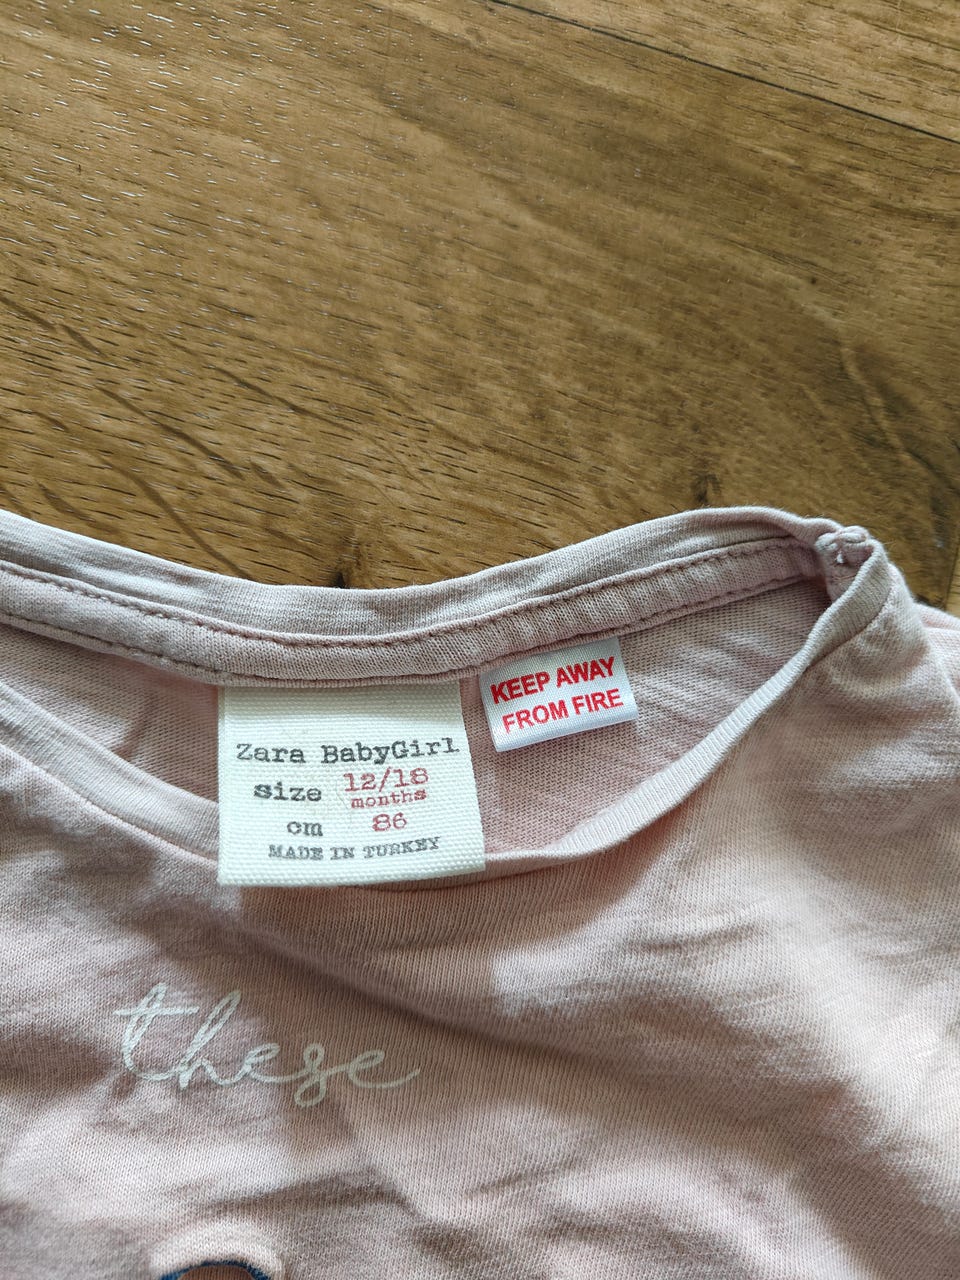 Zara BabyGirl
size 12/18
months
cm 86
MADE IN TURKEY
KEEP AWAY
FROM FIRE
these